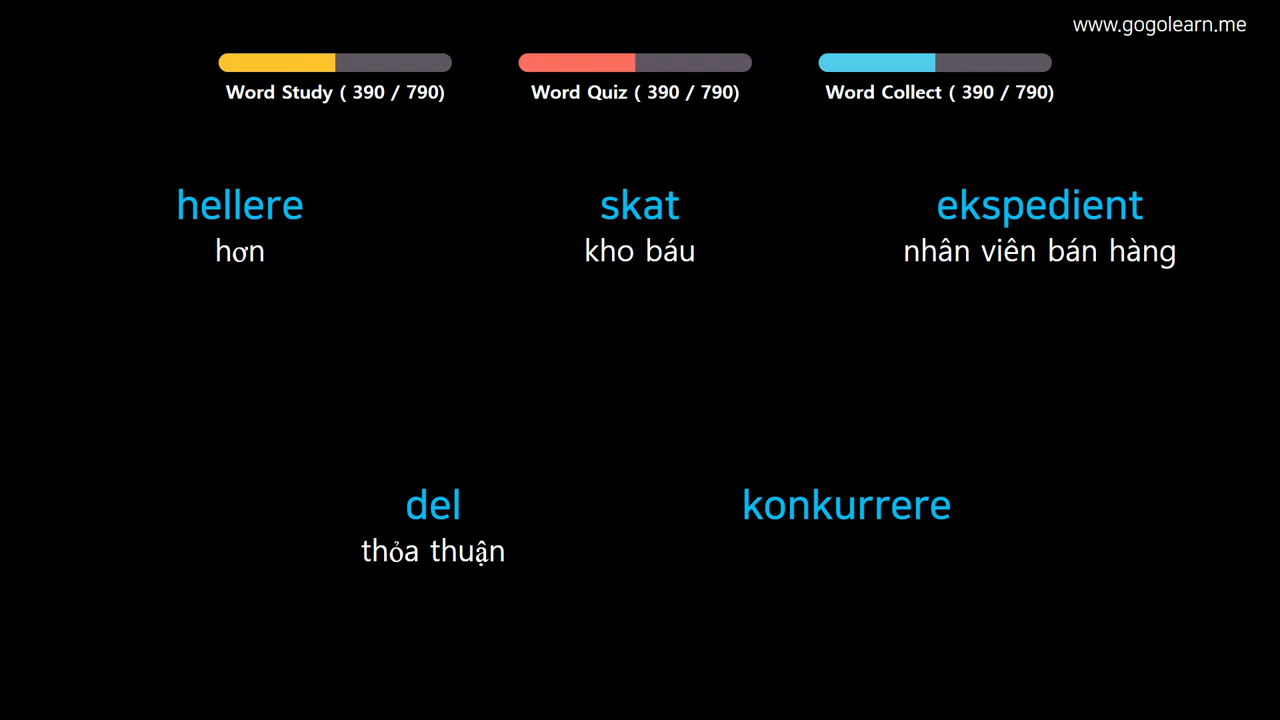 www.gogolearn.me
Word Study ( 390 / 790)
Word Quiz ( 390 / 790)
Word Collect ( 390 / 790)
hellere
hơn
skat
kho báu
ekspedient
nhân viên bán hàng
del
thỏa thuận
konkurrere